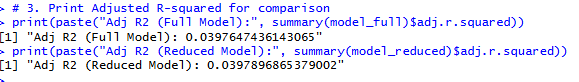 > # 3. Print Adjusted R-squared for comparison
> print(paste("Adj R2 (Full Model):", summary(model_full)$adj.r.squared))
[1] "Adj R2 (Full Model): 0.0397647436143065"
> print(paste("Adj R2 (Reduced Model):", summary(model_reduced)$adj.r.squared))
[1] "Adj R2 (Reduced Model): 0.0397896865379002"
>